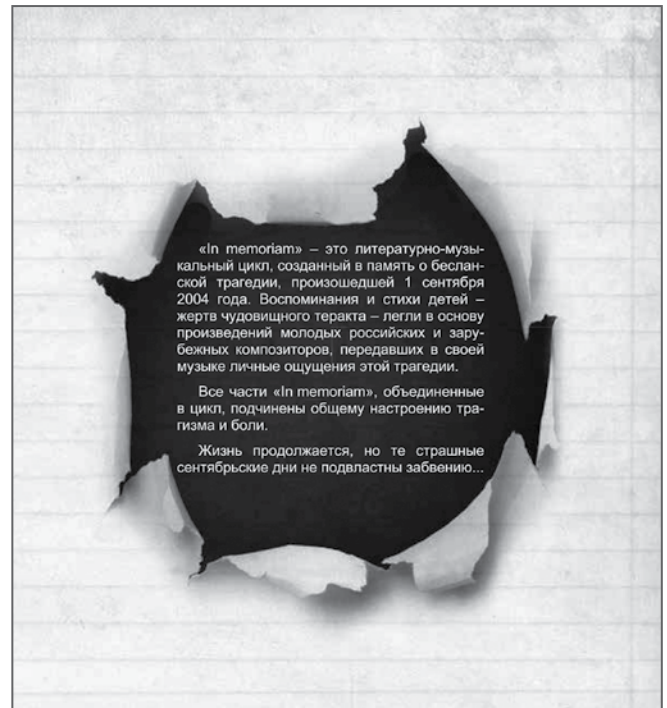 «In memoriam» – это литературно-музы-
кальный цикл, созданный в память о беслан-
ской трагедии, произошедшей 1 сентября
2004 года. Воспоминания и стихи детей –
жертв чудовищного теракта – легли в основу
произведений молодых российских и зару-
бежных композиторов, передавших в своей
музыке личные ощущения этой трагедии.
Все части «In memoriam», объединенные
в цикл, подчинены общему настроению тра-
гизма и боли.
Жизнь продолжается, но те страшные
сентябрьские дни не подвластны забвению...